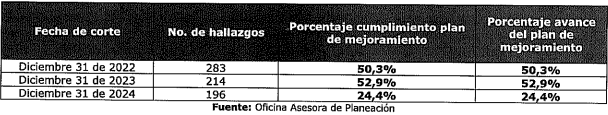 Fecha de corte No. de hallazgos Porcentaje cumplimiento plan de mejoramiento Porcentaje avance del plan de mejoramiento
Diciembre 31 de 2022 283 50,3% 50,3%
Diciembre 31 de 2023 214 52,9% 52,9%
Diciembre 31 de 2024 196 24,4% 24,4%
Fuente: Oficina Asesora de Planeación